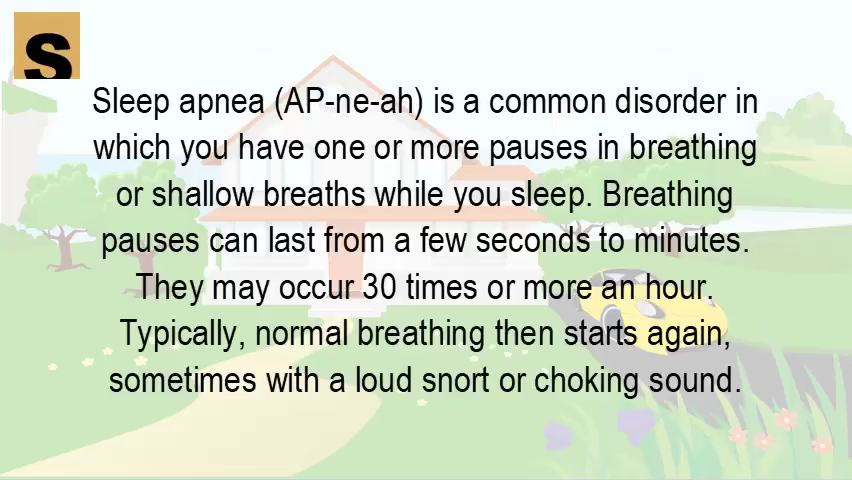 S
Sleep apnea (AP-ne-ah) is a common disorder in
which you have one or more pauses in breathing
or shallow breaths while you sleep. Breathing
pauses can last from a few seconds to minutes.
They may occur 30 times or more an hour.
Typically, normal breathing then starts again,
sometimes with a loud snort or choking sound.